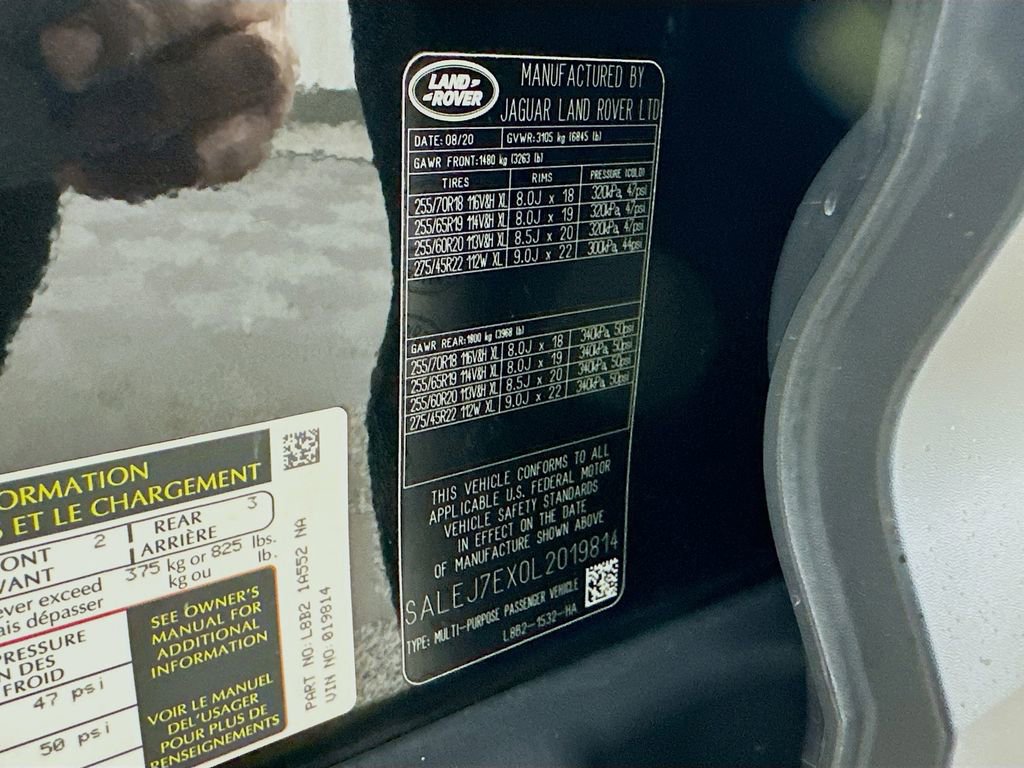 LAND ROVER
MANUFACTURED BY
JAGUAR LAND ROVER LTD
DATE: 08/20 GVWR: 3105 kg (6845 lb)
GAWR FRONT: 1480 kg (3263 lb)
TIRES RIMS PRESSURE (COLD)
255/70R18 116V&H XL 8.0J x 18 320kPa, 47psi
255/65R19 114V&H XL 8.0J x 19 320kPa, 47psi
255/60R20 113V&H XL 8.5J x 20 320kPa, 47psi
275/45R22 112W XL 9.0J x 22 300kPa, 44psi
GAWR REAR: 1800 kg (3968 lb)
255/70R18 116V&H XL 8.0J x 18 340kPa, 50psi
255/65R19 114V&H XL 8.0J x 19 340kPa, 50psi
255/60R20 113V&H XL 8.5J x 20 340kPa, 50psi
275/45R22 112W XL 9.0J x 22 340kPa, 50psi
THIS VEHICLE CONFORMS TO ALL
APPLICABLE U.S. FEDERAL MOTOR
VEHICLE SAFETY STANDARDS
IN EFFECT ON THE DATE
OF MANUFACTURE SHOWN ABOVE
SALEJ7EX0L2019814
TYPE: MULTI-PURPOSE PASSENGER VEHICLE
L8B2-1532-HA
ORMATION
ET LE CHARGEMENT
ONT 2 REAR 3
VANT ARRIÈRE
ever exceed 375 kg or 825 lbs.
ais dépasser kg ou lb.
RESSURE
N DES
FROID
47 psi
50 psi
SEE OWNER'S
MANUAL FOR
ADDITIONAL
INFORMATION
VOIR LE MANUEL
DEL'USAGER
POUR PLUS DE
RENSEIGNEMENTS
PART NO: L8B2 1A552 NA
VIN NO: 019814